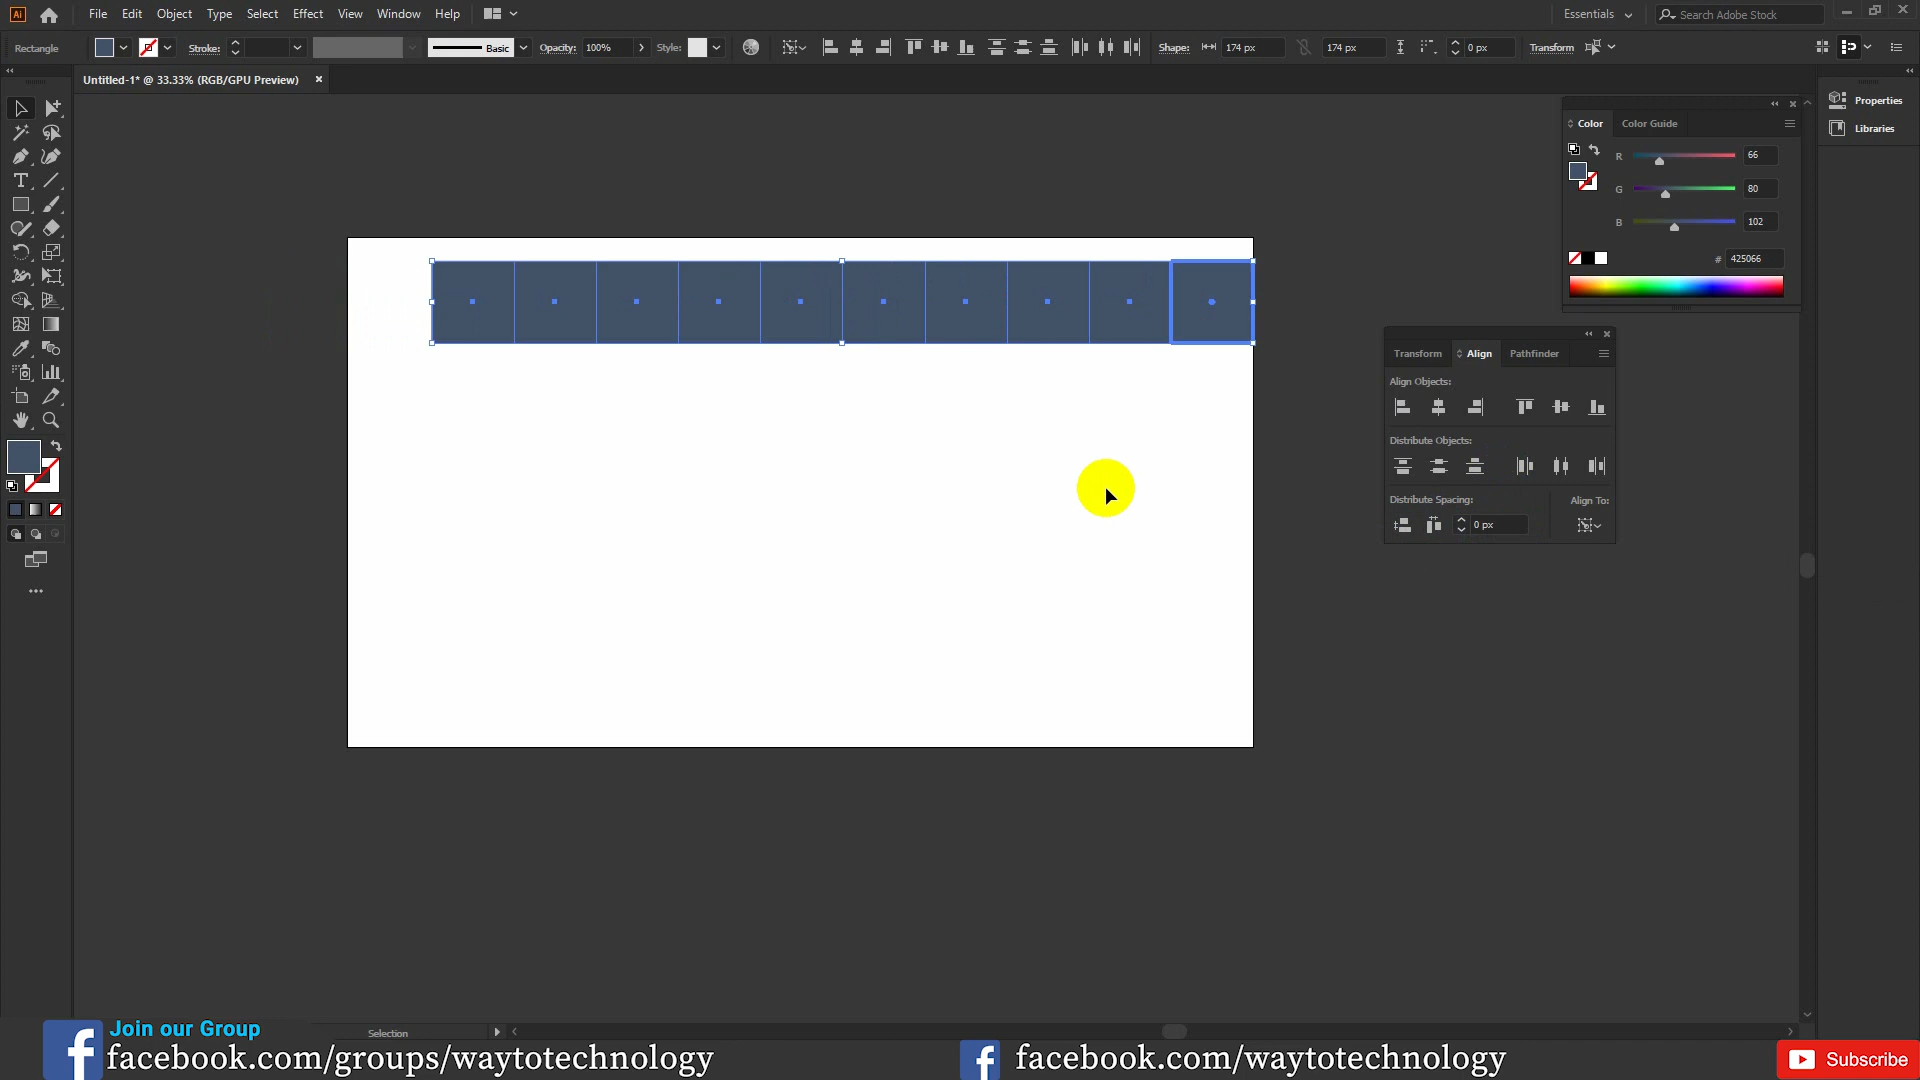 Ai File Edit Object Type Select Effect View Window Help Essentials Search Adobe Stock
Rectangle Stroke: Basic Opacity: 100% Style: Shape: 174 px 174 px 0 px Transform
Untitled-1* @ 33.33% (RGB/GPU Preview)
Properties
Libraries
Color Color Guide
R 66
G 80
B 102
# 425066
Transform Align Pathfinder
Align Objects:
Distribute Objects:
Distribute Spacing: Align To:
0 px
Selection
Join our Group
facebook.com/groups/waytotechnology
facebook.com/waytotechnology
Subscribe